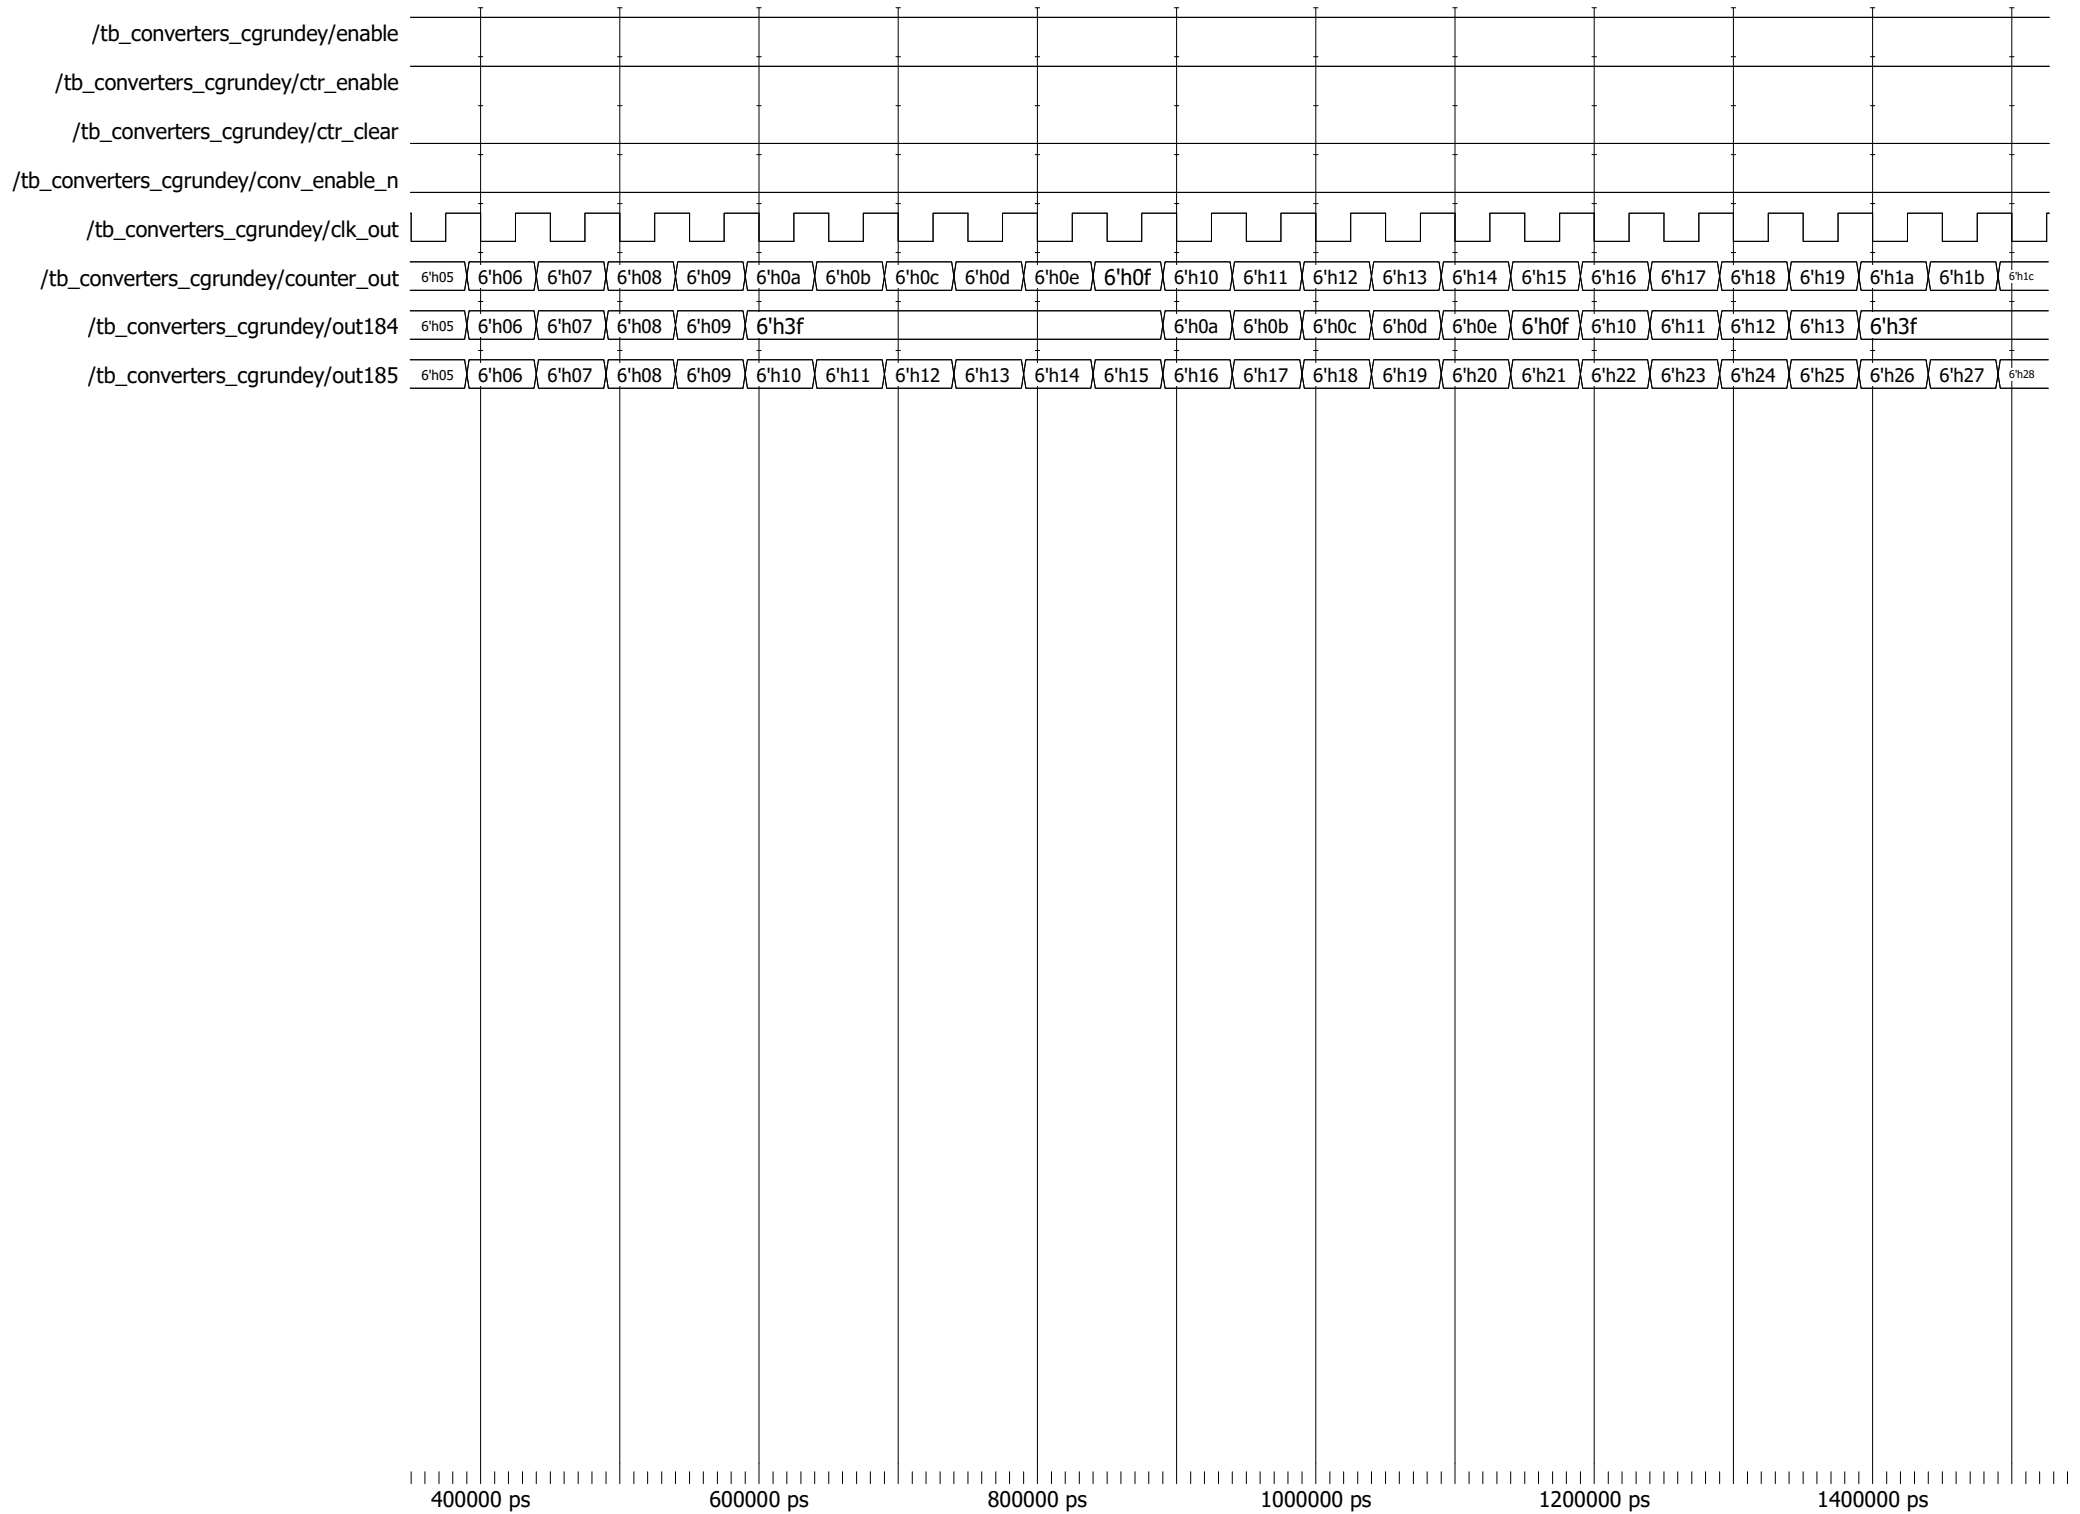 /tb_converters_cgrundey/enable
/tb_converters_cgrundey/ctr_enable
/tb_converters_cgrundey/ctr_clear
/tb_converters_cgrundey/conv_enable_n
/tb_converters_cgrundey/clk_out
/tb_converters_cgrundey/counter_out 6'h05 6'h06 6'h07 6'h08 6'h09 6'h0a 6'h0b 6'h0c 6'h0d 6'h0e 6'h0f 6'h10 6'h11 6'h12 6'h13 6'h14 6'h15 6'h16 6'h17 6'h18 6'h19 6'h1a 6'h1b 6'h1c
/tb_converters_cgrundey/out184 6'h05 6'h06 6'h07 6'h08 6'h09 6'h3f 6'h0a 6'h0b 6'h0c 6'h0d 6'h0e 6'h0f 6'h10 6'h11 6'h12 6'h13 6'h3f
/tb_converters_cgrundey/out185 6'h05 6'h06 6'h07 6'h08 6'h09 6'h10 6'h11 6'h12 6'h13 6'h14 6'h15 6'h16 6'h17 6'h18 6'h19 6'h20 6'h21 6'h22 6'h23 6'h24 6'h25 6'h26 6'h27 6'h28
400000 ps 600000 ps 800000 ps 1000000 ps 1200000 ps 1400000 ps